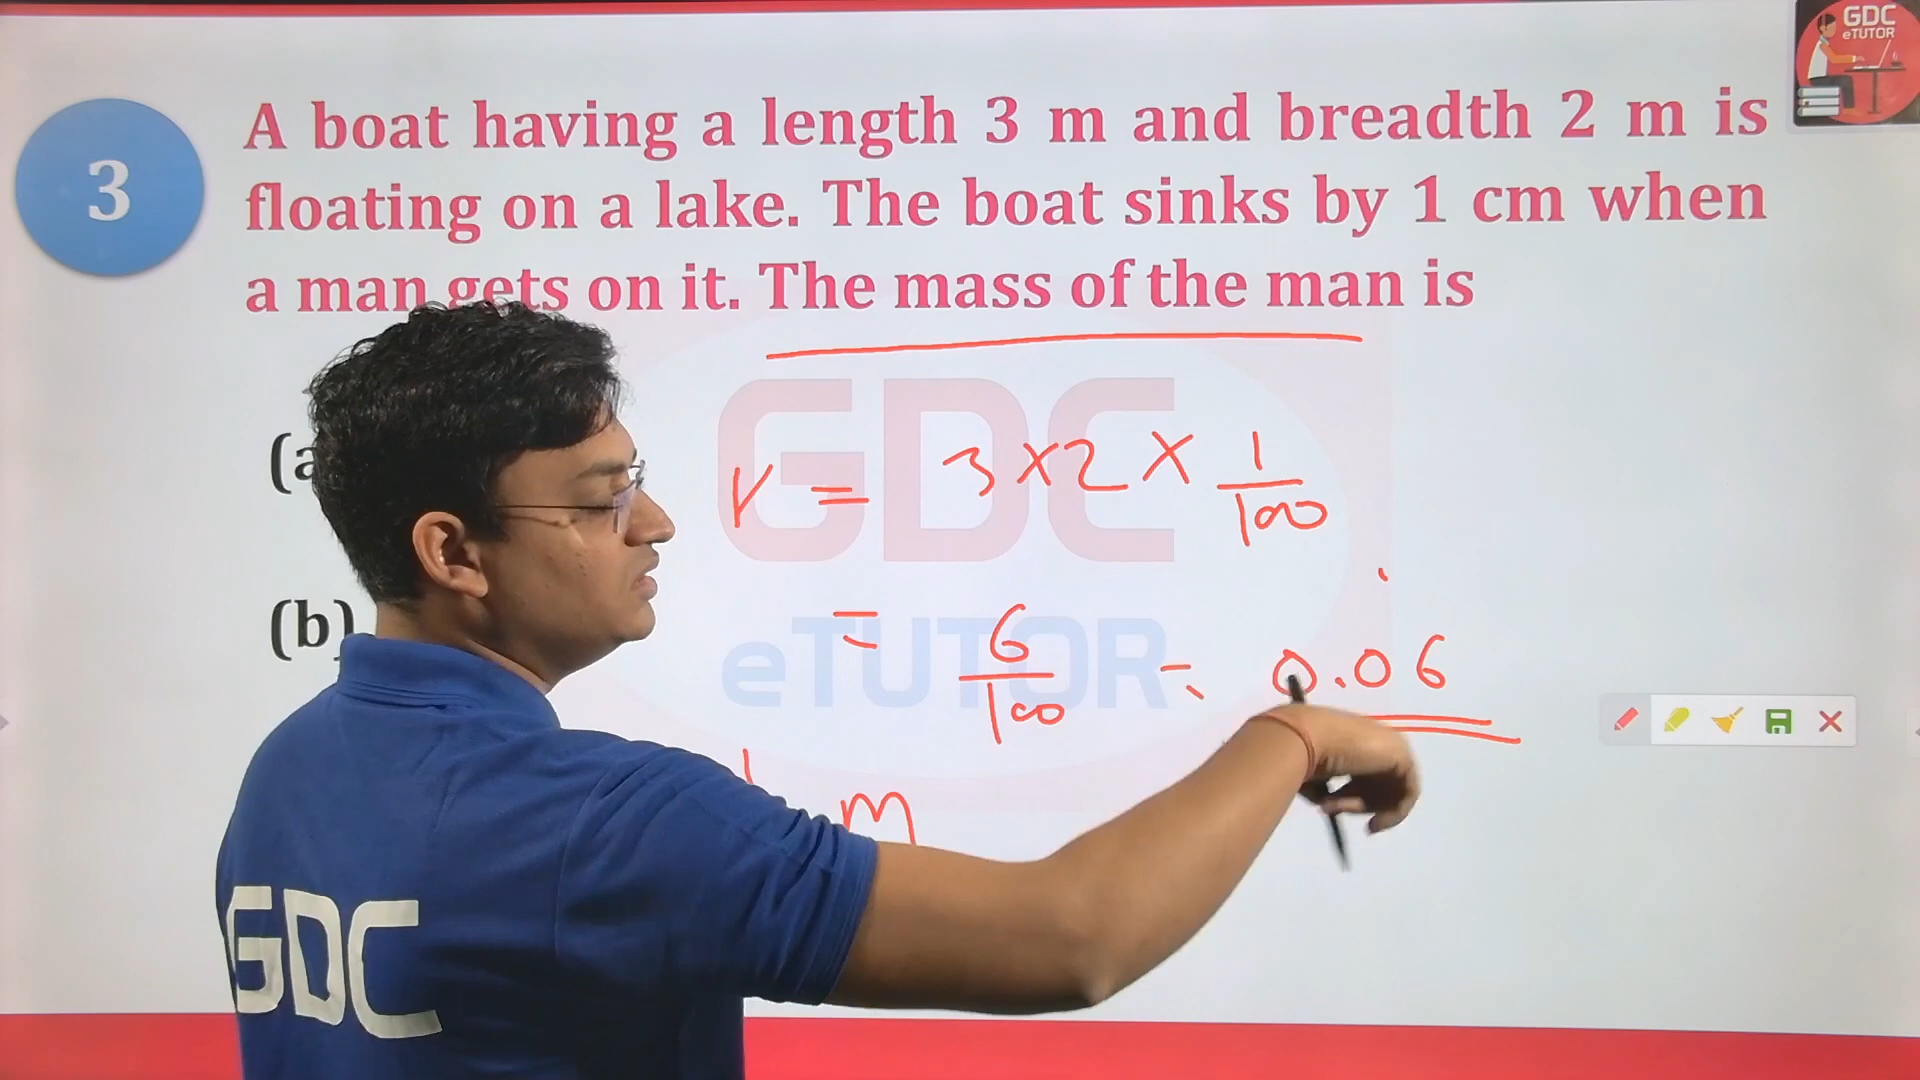 GDC
eTUTOR
3
A boat having a length 3 m and breadth 2 m is
floating on a lake. The boat sinks by 1 cm when
a man gets on it. The mass of the man is
(a
V = 3 × 2 × 1/100
(b)
= 6/100 = 0.06
m
GDC
eTUTOR
GDC